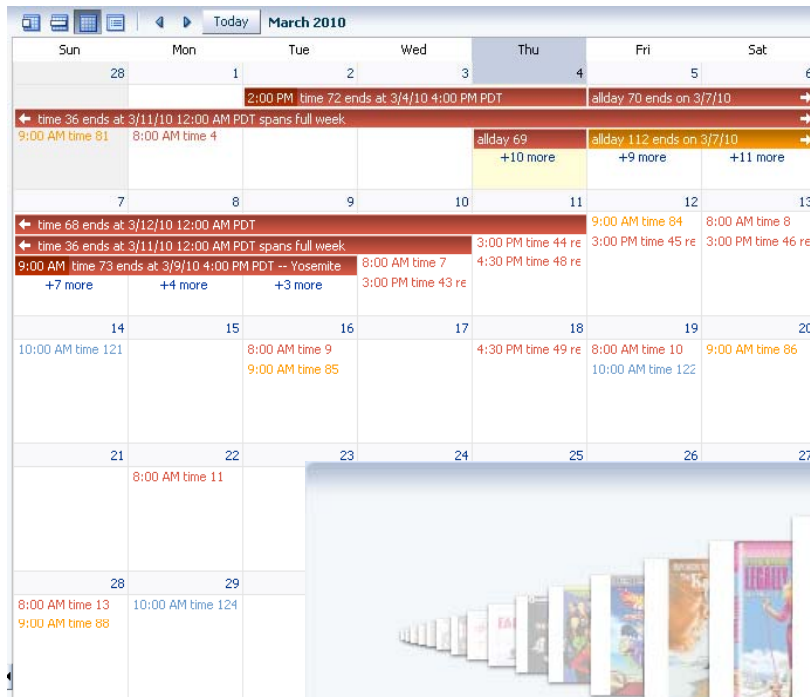 Today March 2010
Sun Mon Tue Wed Thu Fri Sat
28 1 2 3 4 5 6
2:00 PM time 72 ends at 3/4/10 4:00 PM PDT allday 70 ends on 3/7/10
time 36 ends at 3/11/10 12:00 AM PDT spans full week
9:00 AM time 81 8:00 AM time 4 allday 69 allday 112 ends on 3/7/10
+10 more +9 more +11 more
7 8 9 10 11 12 13
time 68 ends at 3/12/10 12:00 AM PDT 9:00 AM time 84 8:00 AM time 8
time 36 ends at 3/11/10 12:00 AM PDT spans full week 3:00 PM time 44 re 3:00 PM time 45 re 3:00 PM time 46 re
9:00 AM time 73 ends at 3/9/10 4:00 PM PDT -- Yosemite 8:00 AM time 7 4:30 PM time 48 re
+7 more +4 more +3 more 3:00 PM time 43 re
14 15 16 17 18 19 20
10:00 AM time 121 8:00 AM time 9 4:30 PM time 49 re 8:00 AM time 10 9:00 AM time 86
9:00 AM time 85 10:00 AM time 122
21 22 23 24 25 26 27
8:00 AM time 11
28 29
8:00 AM time 13 10:00 AM time 124
9:00 AM time 88